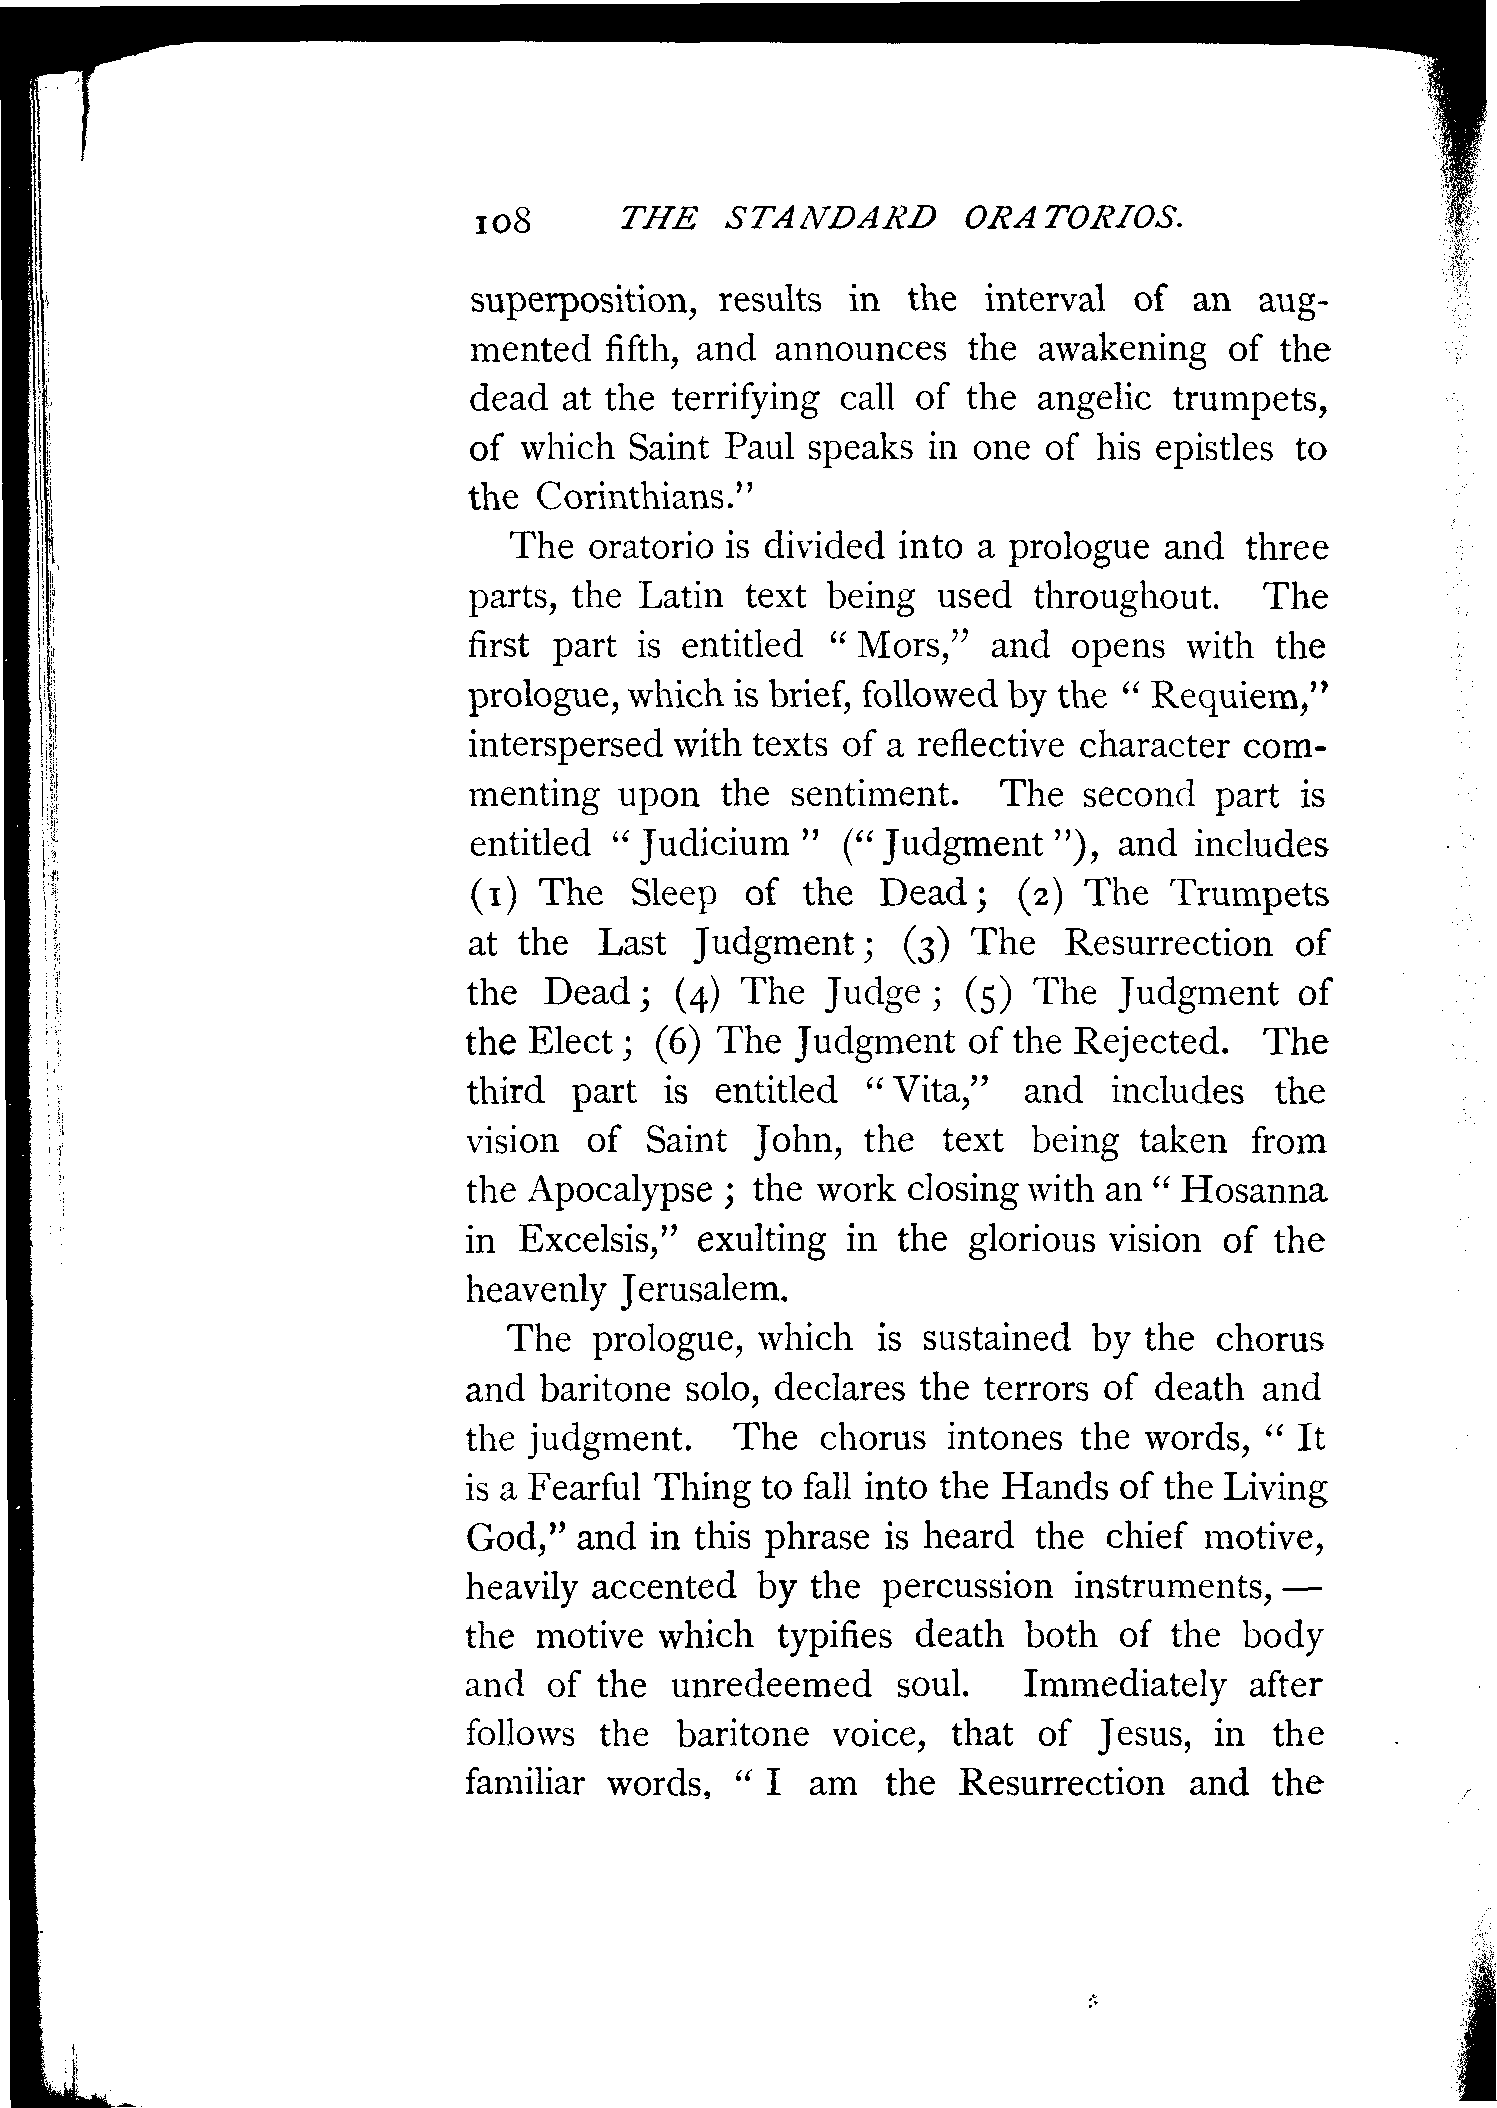 108 THE STANDARD ORATORIOS.
superposition, results in the interval of an aug-
mented fifth, and announces the awakening of the
dead at the terrifying call of the angelic trumpets,
of which Saint Paul speaks in one of his epistles to
the Corinthians."
The oratorio is divided into a prologue and three
parts, the Latin text being used throughout. The
first part is entitled " Mors," and opens with the
prologue, which is brief, followed by the " Requiem,"
interspersed with texts of a reflective character com-
menting upon the sentiment. The second part is
entitled " Judicium " (" Judgment "), and includes
(1) The Sleep of the Dead ; (2) The Trumpets
at the Last Judgment ; (3) The Resurrection of
the Dead ; (4) The Judge ; (5) The Judgment of
the Elect ; (6) The Judgment of the Rejected. The
third part is entitled " Vita," and includes the
vision of Saint John, the text being taken from
the Apocalypse ; the work closing with an " Hosanna
in Excelsis," exulting in the glorious vision of the
heavenly Jerusalem.
The prologue, which is sustained by the chorus
and baritone solo, declares the terrors of death and
the judgment. The chorus intones the words, " It
is a Fearful Thing to fall into the Hands of the Living
God," and in this phrase is heard the chief motive,
heavily accented by the percussion instruments, —
the motive which typifies death both of the body
and of the unredeemed soul. Immediately after
follows the baritone voice, that of Jesus, in the
familiar words, " I am the Resurrection and the